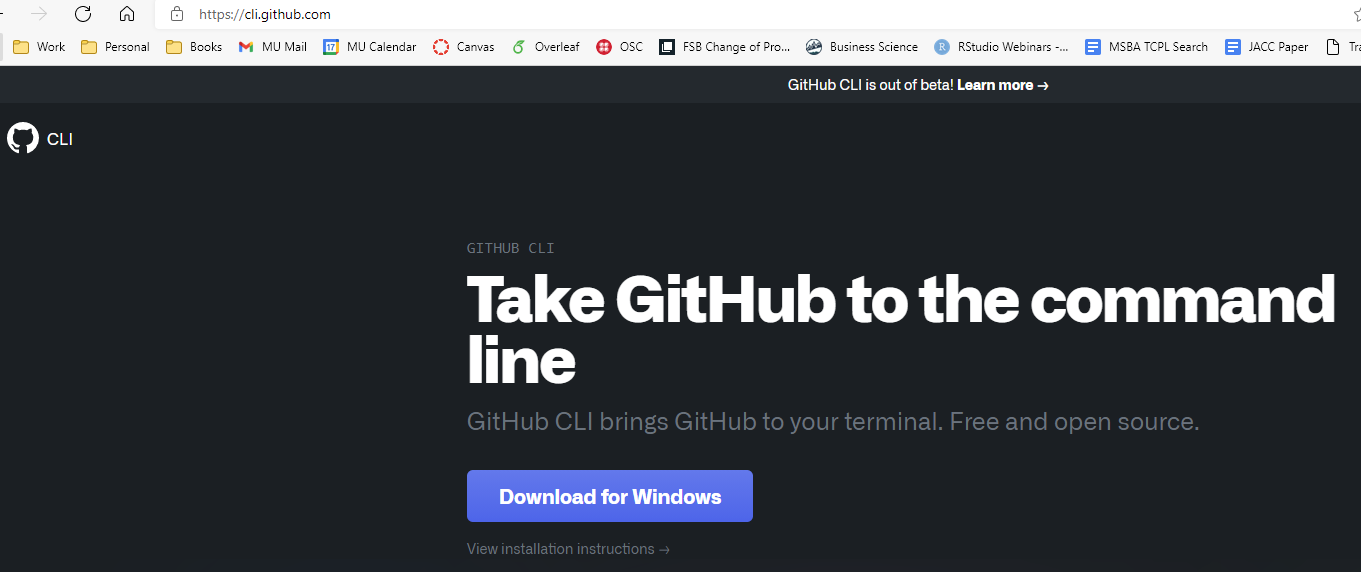 https://cli.github.com
Work Personal Books MU Mail 17 MU Calendar Canvas Overleaf OSC FSB Change of Pro... Business Science R RStudio Webinars -... MSBA TCPL Search JACC Paper
GitHub CLI is out of beta! Learn more →
CLI
GITHUB CLI
Take GitHub to the command
line
GitHub CLI brings GitHub to your terminal. Free and open source.
Download for Windows
View installation instructions →